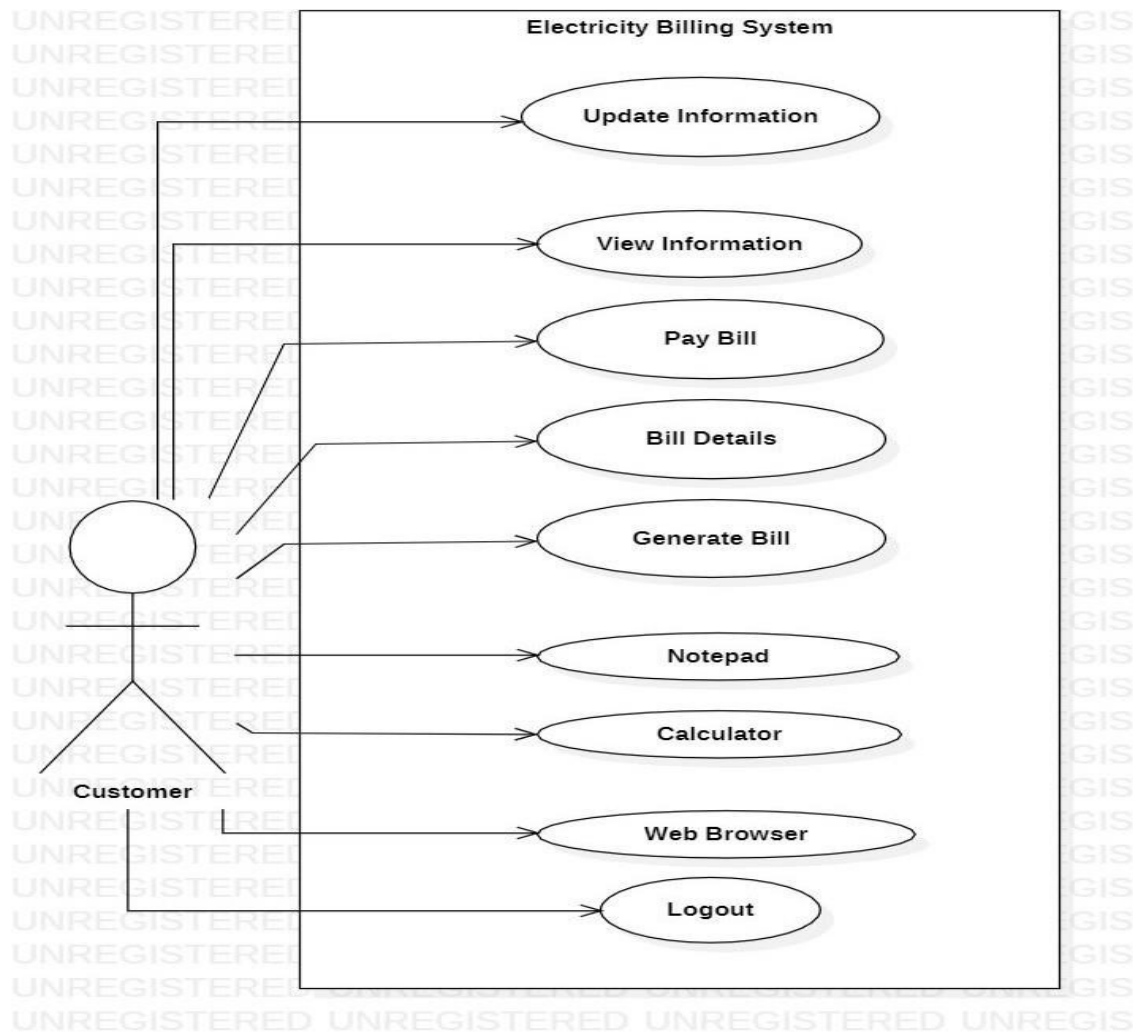 Electricity Billing System
Update Information
View Information
Pay Bill
Bill Details
Generate Bill
Notepad
Calculator
Customer
Web Browser
Logout
UNREGISTERED UNREGISTERED UNREGISTERED UNREGIS